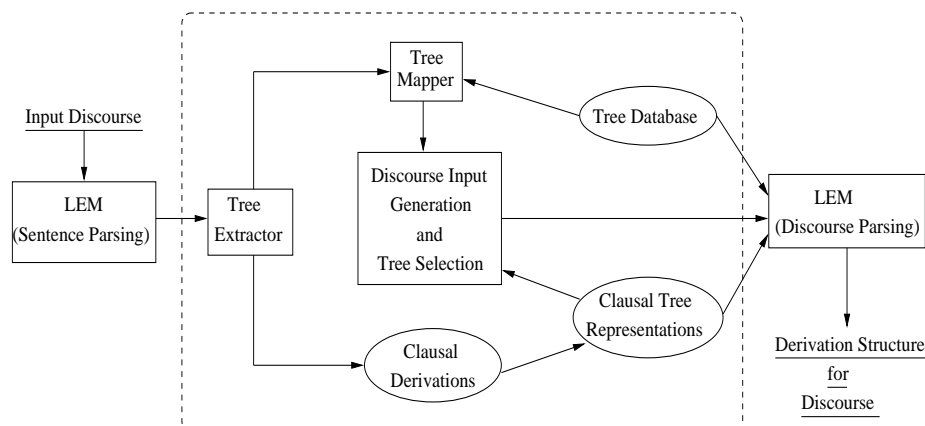 Input Discourse
LEM
(Sentence Parsing)
Tree
Extractor
Tree
Mapper
Tree Database
Discourse Input
Generation
and
Tree Selection
Clausal
Derivations
Clausal Tree
Representations
LEM
(Discourse Parsing)
Derivation Structure
for
Discourse